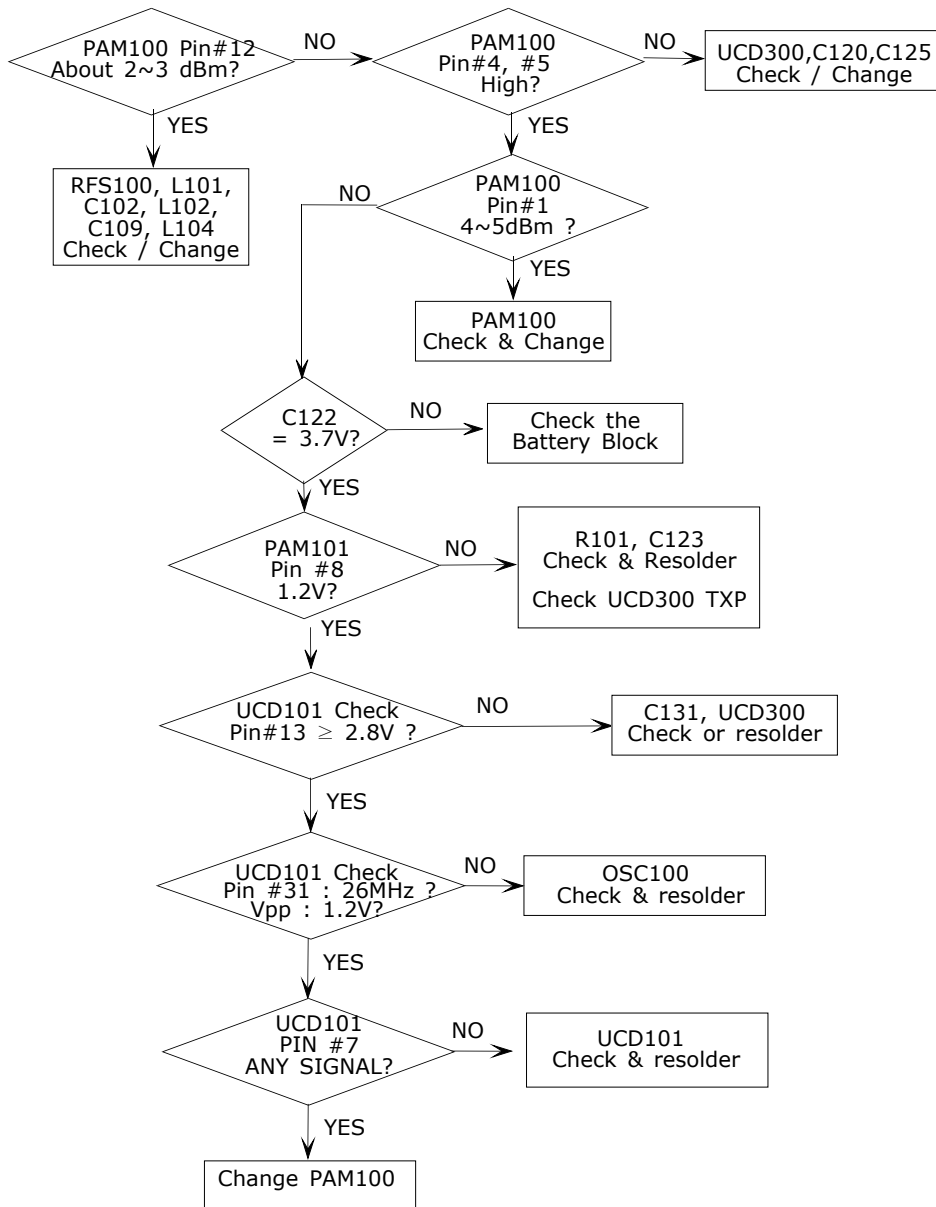 PAM100 Pin#12
About 2~3 dBm?
NO
PAM100
Pin#4, #5
High?
NO
UCD300,C120,C125
Check / Change
YES
YES
RFS100, L101,
C102, L102,
C109, L104
Check / Change
NO
PAM100
Pin#1
4~5dBm ?
YES
PAM100
Check & Change
C122
= 3.7V?
NO
Check the
Battery Block
YES
PAM101
Pin #8
1.2V?
NO
R101, C123
Check & Resolder
Check UCD300 TXP
YES
UCD101 Check
Pin#13 ≥ 2.8V ?
NO
C131, UCD300
Check or resolder
YES
UCD101 Check
Pin #31 : 26MHz ?
Vpp : 1.2V?
NO
OSC100
Check & resolder
YES
UCD101
PIN #7
ANY SIGNAL?
NO
UCD101
Check & resolder
YES
Change PAM100